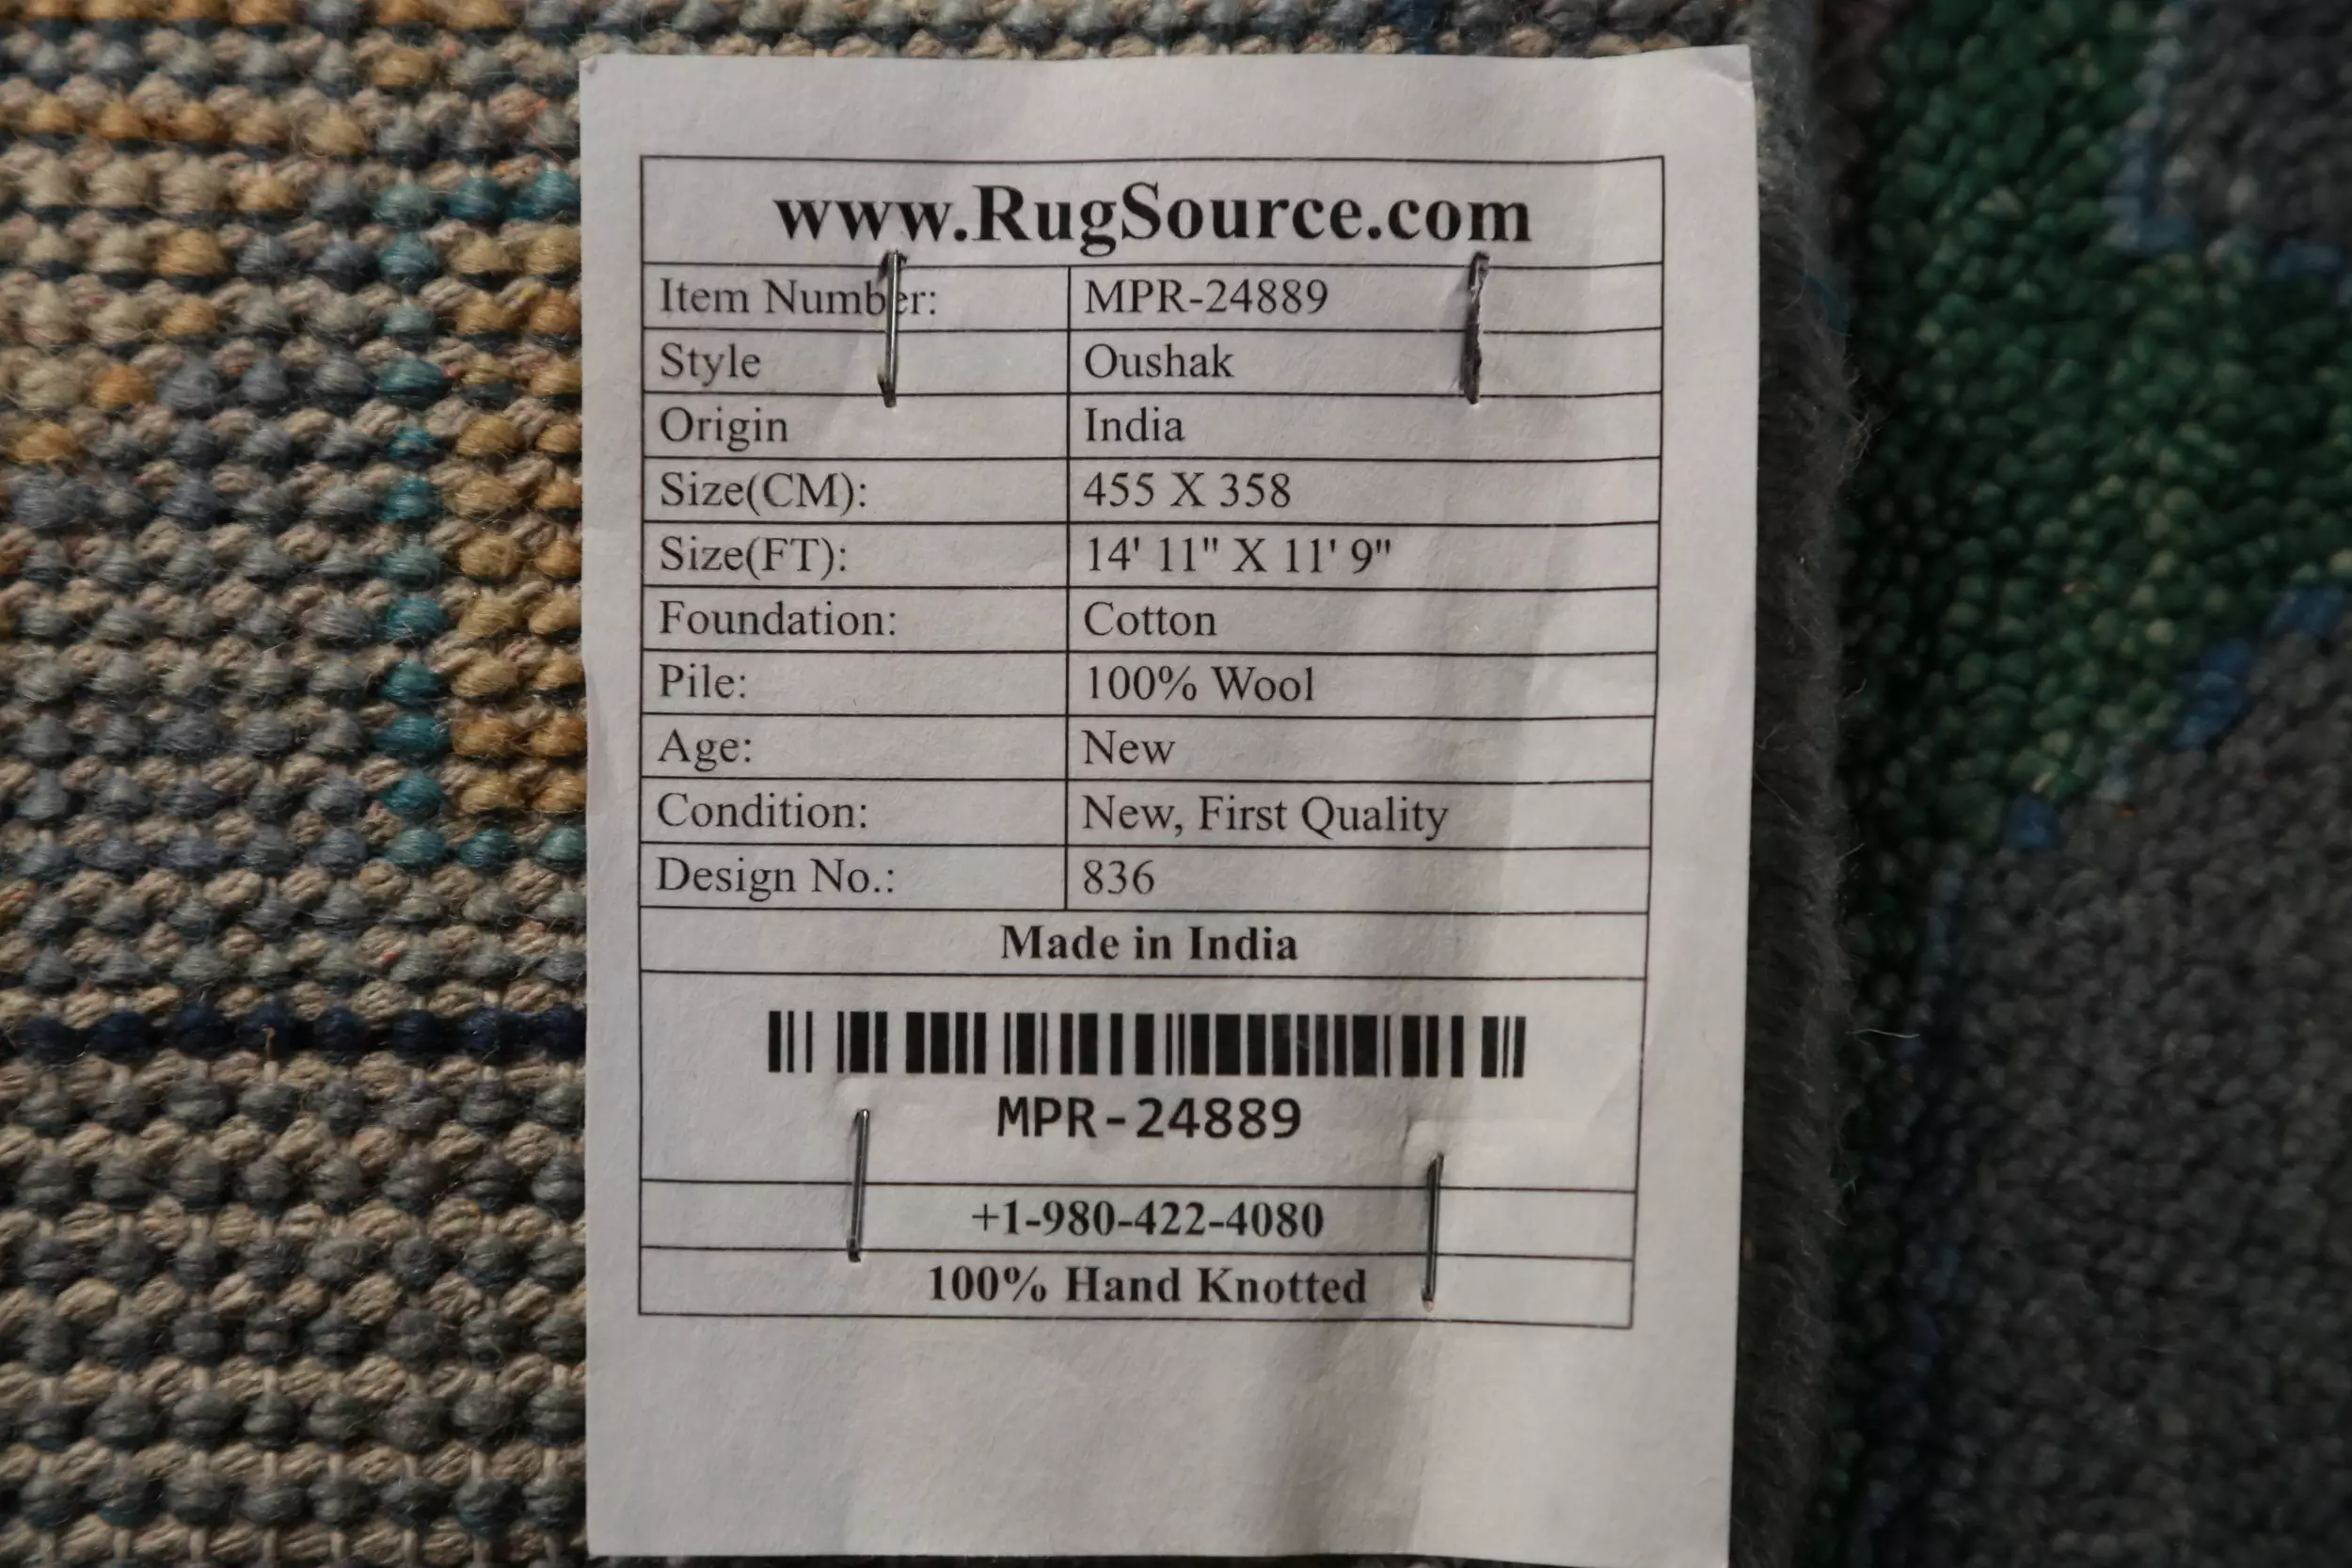 www.RugSource.com
Item Number: MPR-24889
Style Oushak
Origin India
Size(CM): 455 X 358
Size(FT): 14' 11" X 11' 9"
Foundation: Cotton
Pile: 100% Wool
Age: New
Condition: New, First Quality
Design No.: 836
Made in India
MPR-24889
+1-980-422-4080
100% Hand Knotted